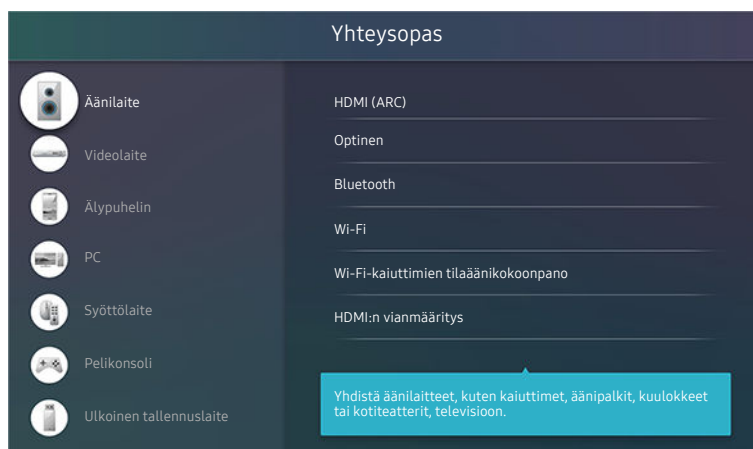 Yhteysopas
Äänilaite
Videolaite
Älypuhelin
PC
Syöttölaite
Pelikonsoli
Ulkoinen tallennuslaite
HDMI (ARC)
Optinen
Bluetooth
Wi-Fi
Wi-Fi-kaiuttimien tilaäänikokoonpano
HDMI:n vianmääritys
Yhdistä äänilaitteet, kuten kaiuttimet, äänipalkit, kuulokkeet
tai kotiteatterit, televisioon.